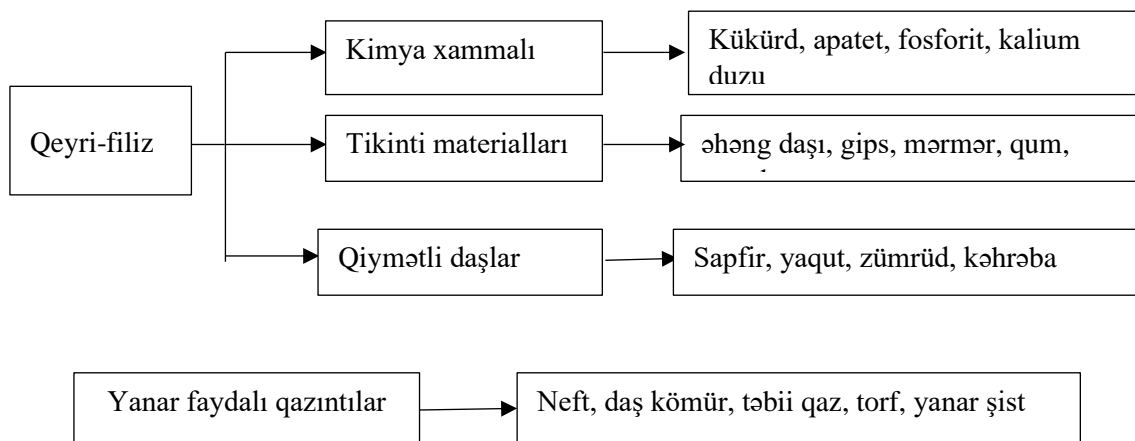 Kimya xammalı
Kükürd, apatet, fosforit, kalium
duzu
Qeyri-filiz
Tikinti materialları
əhəng daşı, gips, mərmər, qum,
Qiymətli daşlar
Sapfir, yaqut, zümrüd, kəhrəba
Yanar faydalı qazıntılar
Neft, daş kömür, təbii qaz, torf, yanar şist